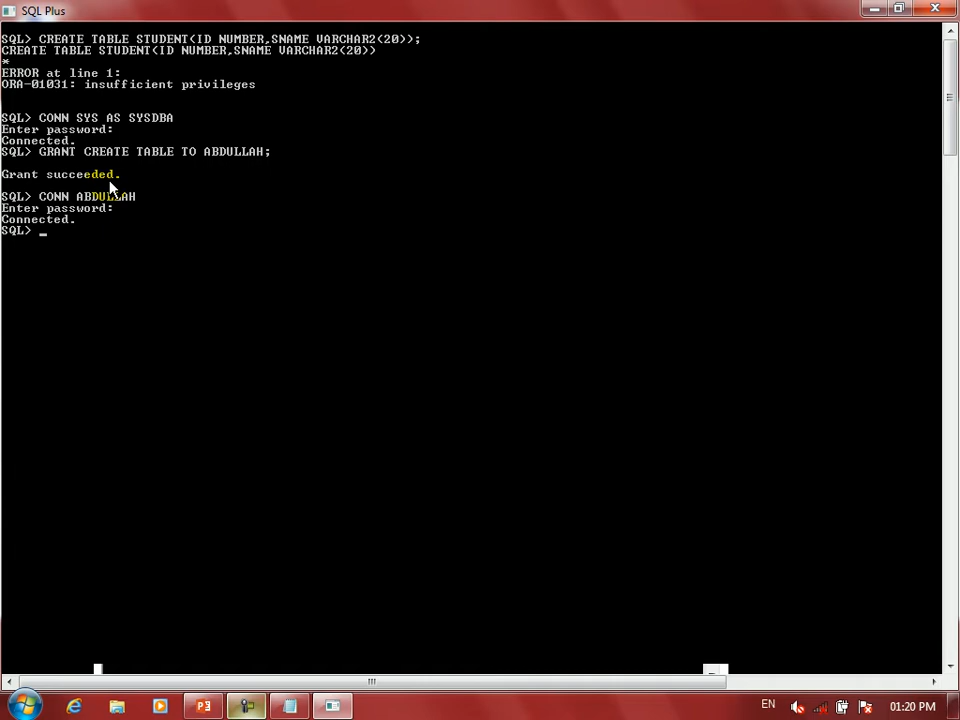 SQL Plus
SQL> CREATE TABLE STUDENT(ID NUMBER,SNAME VARCHAR2(20));
CREATE TABLE STUDENT(ID NUMBER,SNAME VARCHAR2(20))
*
ERROR at line 1:
ORA-01031: insufficient privileges
SQL> CONN SYS AS SYSDBA
Enter password:
Connected.
SQL> GRANT CREATE TABLE TO ABDULLAH;
Grant succeeded.
SQL> CONN ABDULLAH
Enter password:
Connected.
SQL> _
EN
01:20 PM